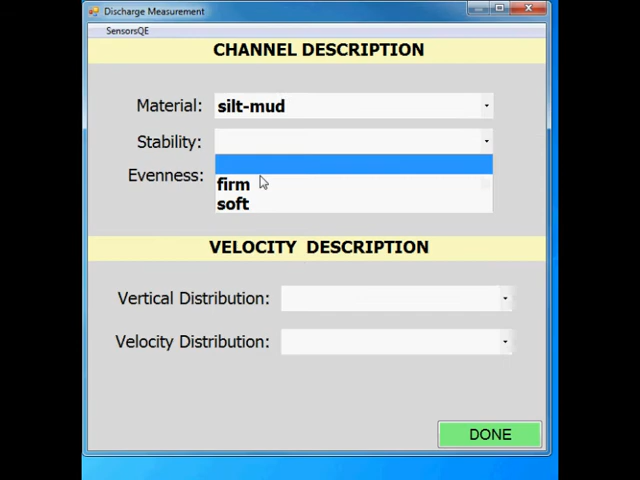 Discharge Measurement
SensorsQE
CHANNEL DESCRIPTION
Material: silt-mud
Stability:
Evenness:
firm
soft
VELOCITY DESCRIPTION
Vertical Distribution:
Velocity Distribution:
DONE